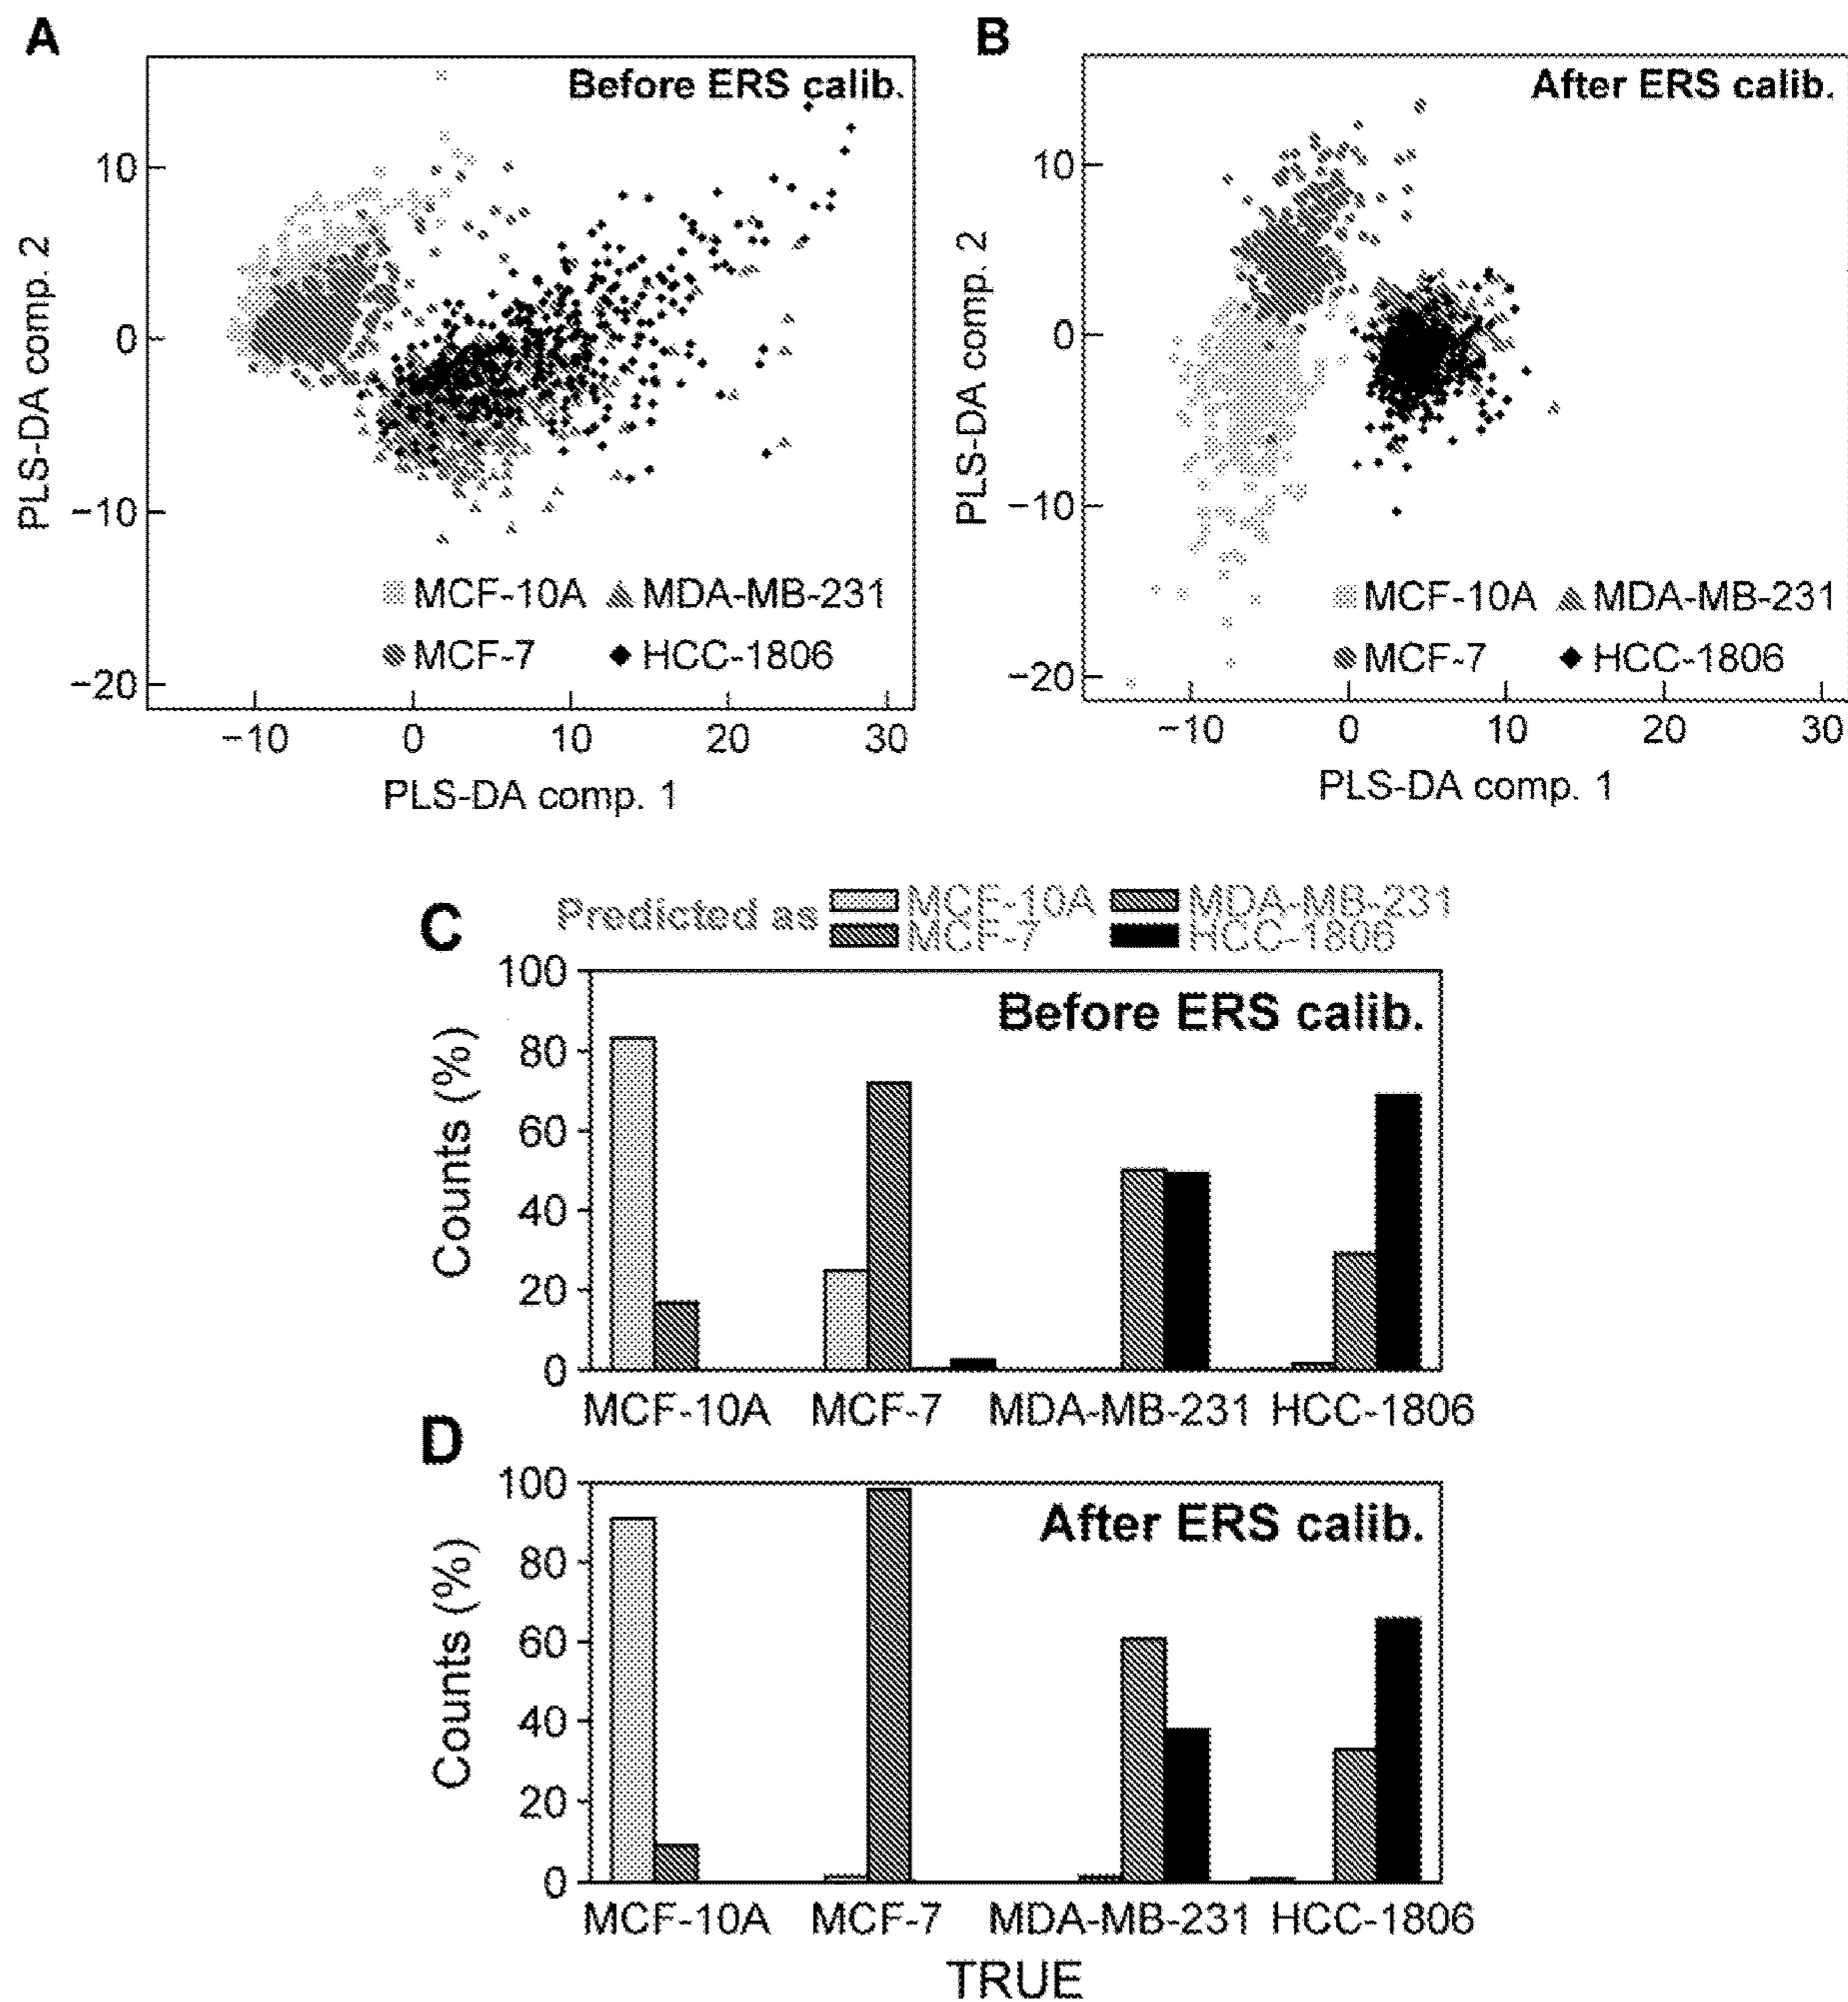 A
Before ERS calib.
PLS-DA comp. 2
10
0
−10
−20
MCF-10A MDA-MB-231
MCF-7 HCC-1806
−10 0 10 20 30
PLS-DA comp. 1
B
After ERS calib.
PLS-DA comp. 2
10
0
−10
−20
MCF-10A MDA-MB-231
MCF-7 HCC-1806
−10 0 10 20 30
PLS-DA comp. 1
C
Predicted as MCF-10A MDA-MB-231
MCF-7 HCC-1806
Before ERS calib.
Counts (%)
100
80
60
40
20
0
MCF-10A MCF-7 MDA-MB-231 HCC-1806
D
After ERS calib.
Counts (%)
100
80
60
40
20
0
MCF-10A MCF-7 MDA-MB-231 HCC-1806
TRUE